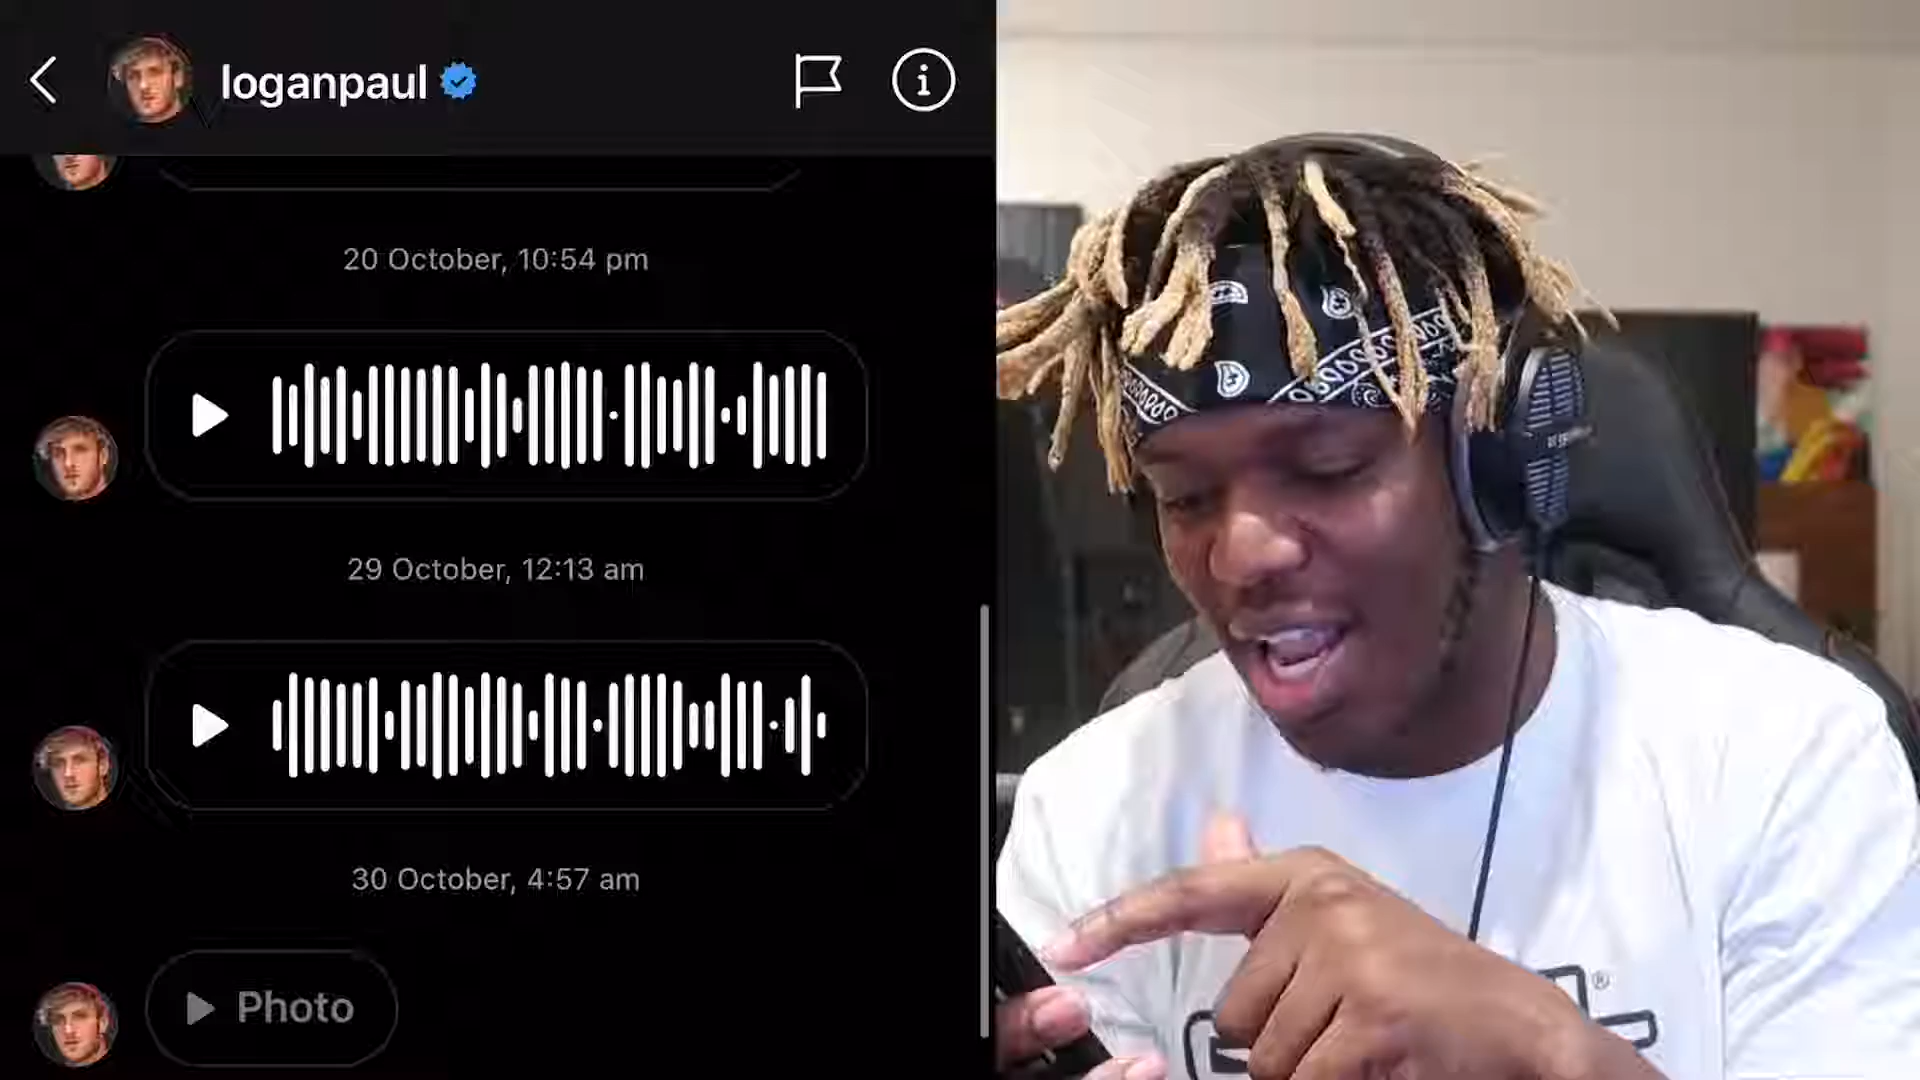 loganpaul
20 October, 10:54 pm
29 October, 12:13 am
30 October, 4:57 am
Photo
®